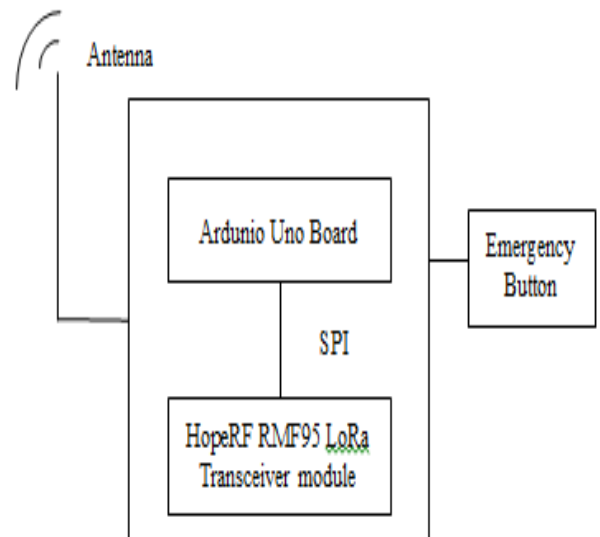 Antenna
Ardunio Uno Board
Emergency
Button
SPI
HopeRF RMF95 LoRa
Transceiver module